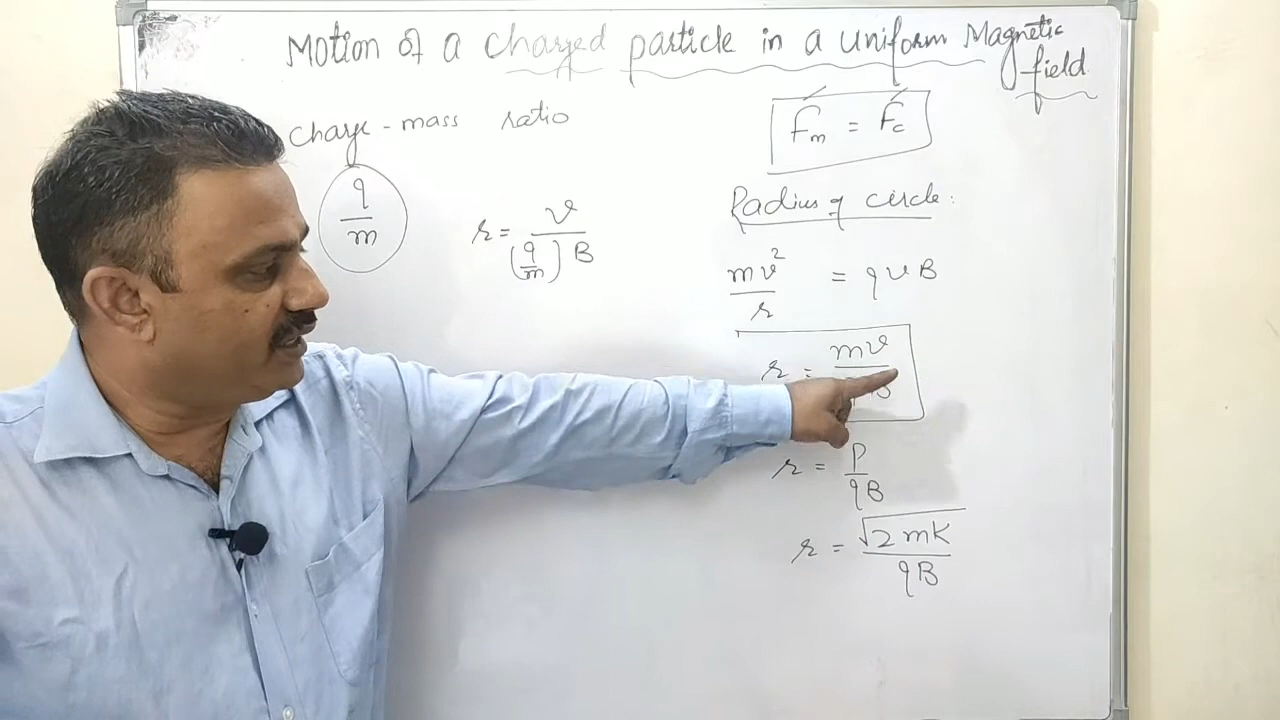 Motion of a charged particle in a uniform Magnetic field
Charge - mass ratio
q/m
r = v/(q/m) B
Fm = Fc
Radius of circle:
mv²/r = qvB
r = mv/qB
r = p/qB
r = √2mK/qB